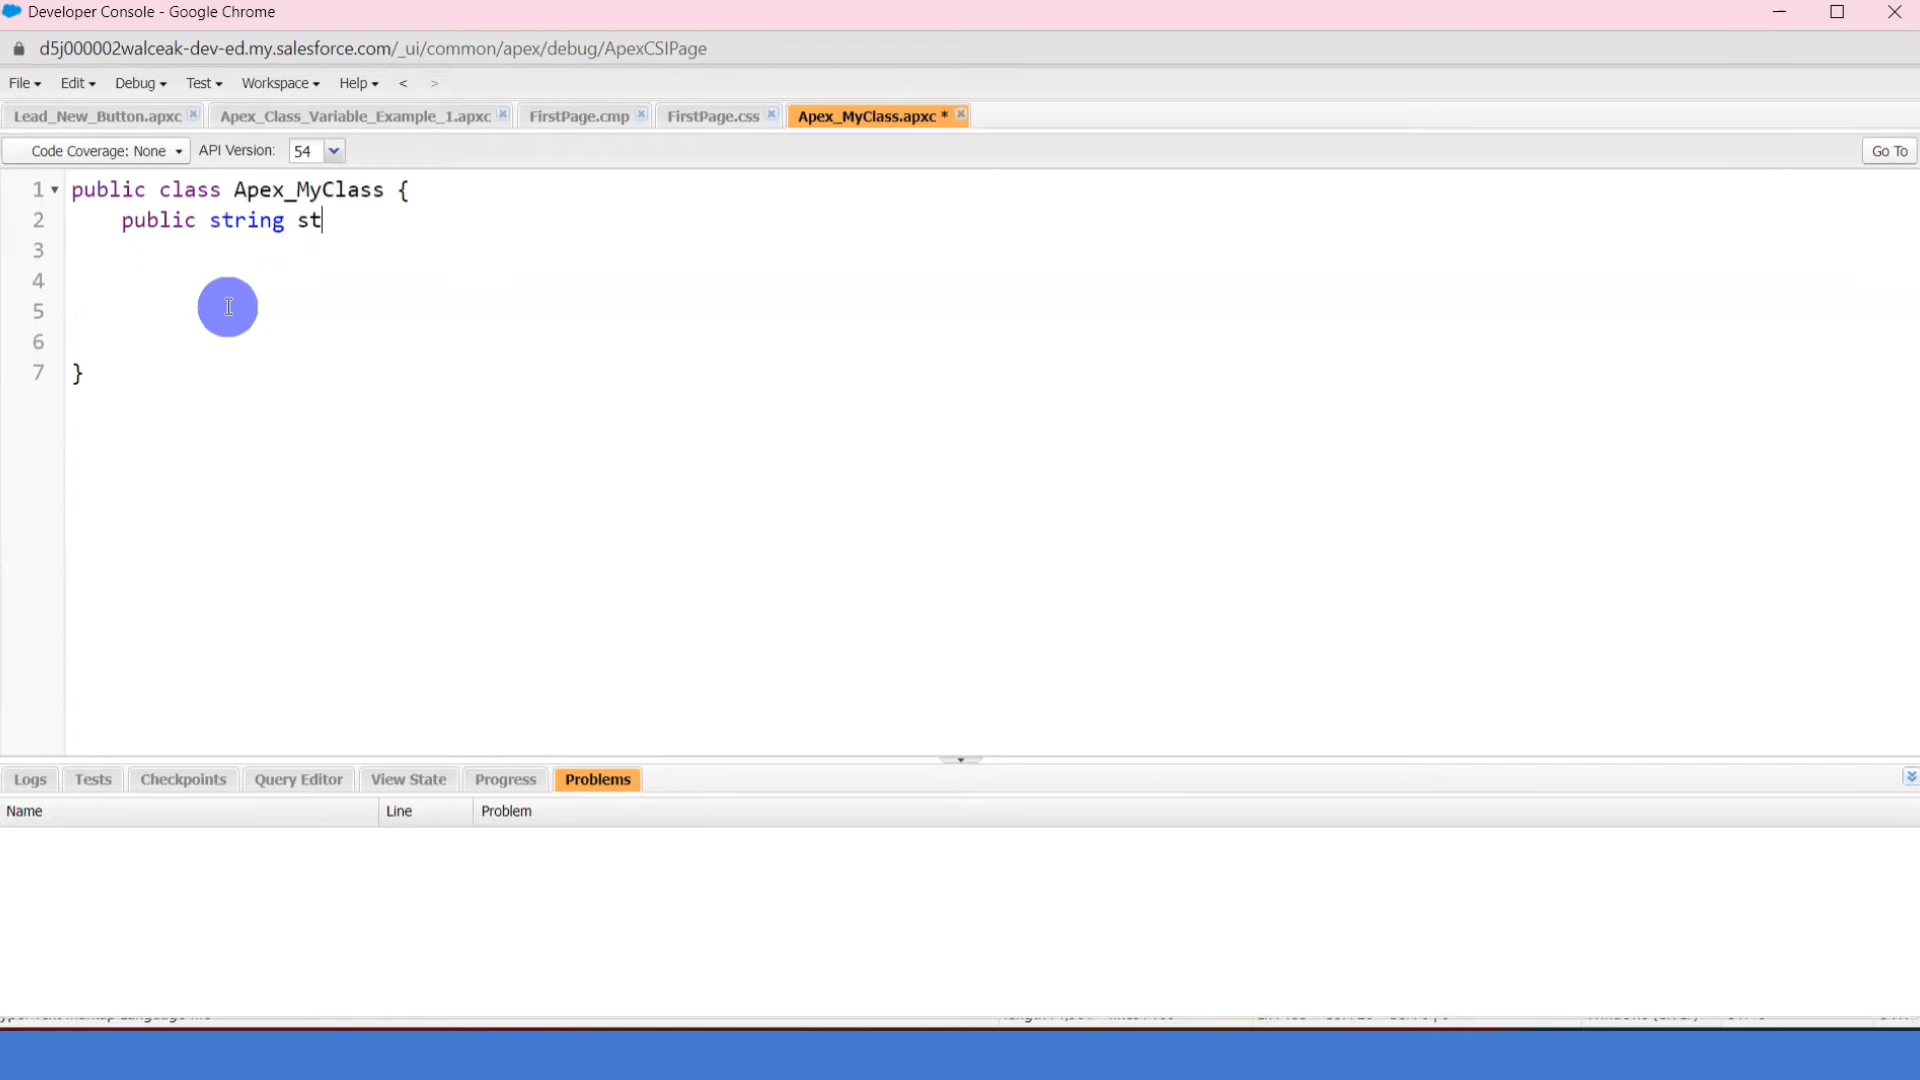 Developer Console - Google Chrome
d5j000002walceak-dev-ed.my.salesforce.com/_ui/common/apex/debug/ApexCSIPage
File Edit Debug Test Workspace Help < >
Lead_New_Button.apxc Apex_Class_Variable_Example_1.apxc FirstPage.cmp FirstPage.css Apex_MyClass.apxc *
Code Coverage: None API Version: 54 Go To
1 public class Apex_MyClass {
2 public string st
3
4
5
6
7 }
Logs Tests Checkpoints Query Editor View State Progress Problems
Name Line Problem